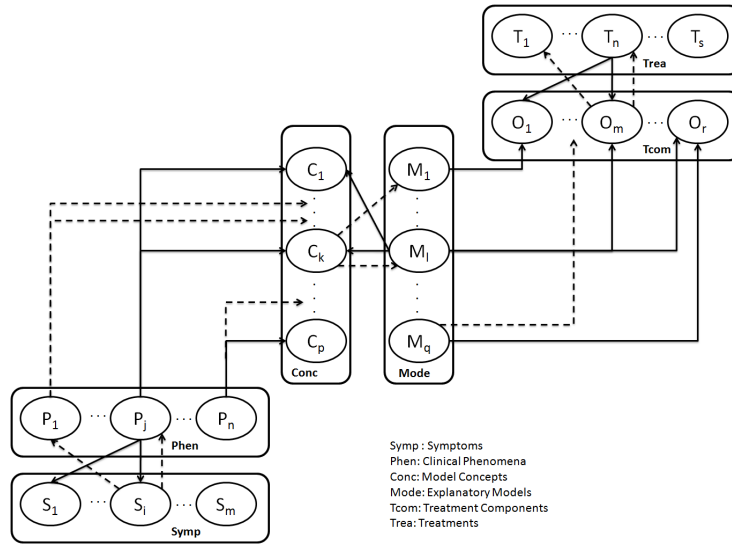 T1 ... Tn ... Ts
Trea
O1 ... Om ... Or
Tcom
C1
M1
Ck
Ml
Cp
Mq
Conc
Mode
P1 ... Pj ... Pn
Phen
S1 ... Si ... Sm
Symp
Symp : Symptoms
Phen: Clinical Phenomena
Conc: Model Concepts
Mode: Explanatory Models
Tcom: Treatment Components
Trea: Treatments